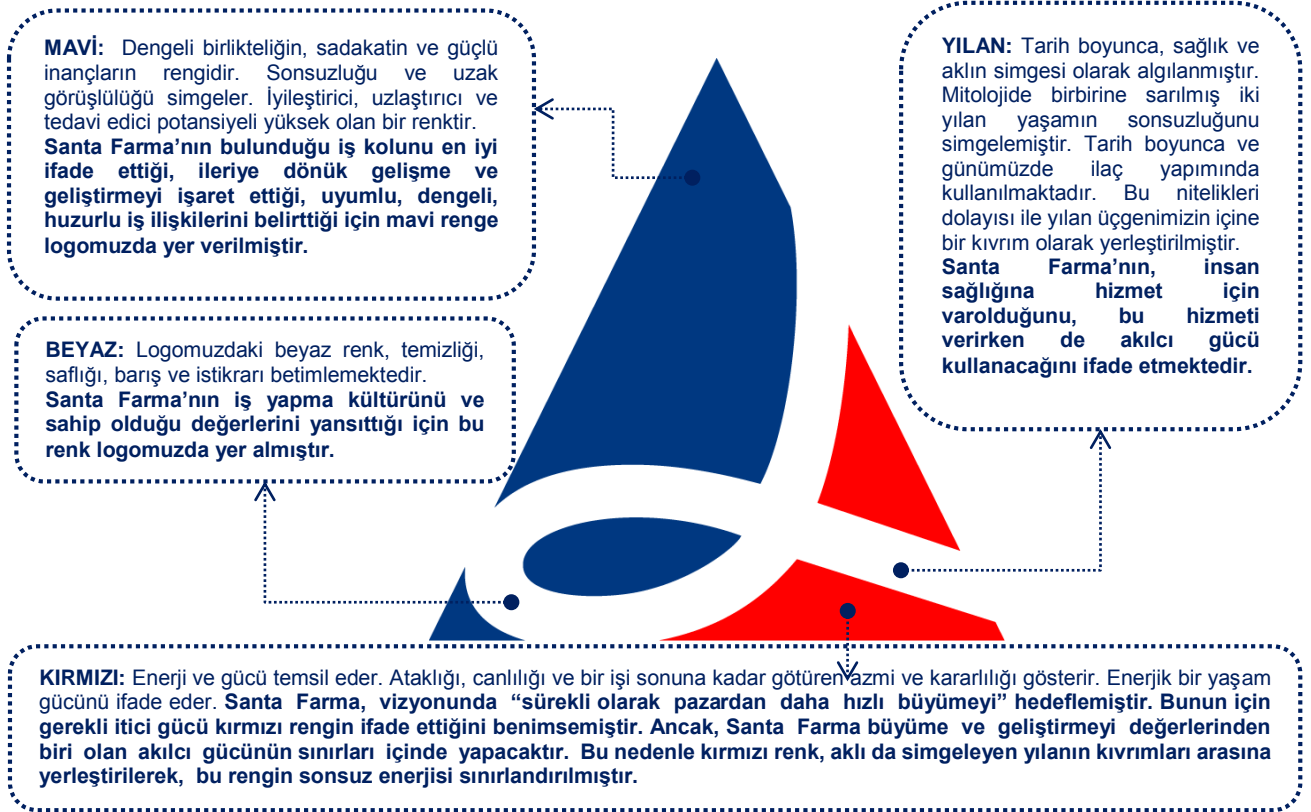 MAVİ: Dengeli birlikteliğin, sadakatin ve güçlü
inançların rengidir. Sonsuzluğu ve uzak
görüşlülüğü simgeler. İyileştirici, uzlaştırıcı ve
tedavi edici potansiyeli yüksek olan bir renktir.
Santa Farma’nın bulunduğu iş kolunu en iyi
ifade ettiği, ileriye dönük gelişme ve
geliştirmeyi işaret ettiği, uyumlu, dengeli,
huzurlu iş ilişkilerini belirttiği için mavi renge
logomuzda yer verilmiştir.
YILAN: Tarih boyunca, sağlık ve
aklın simgesi olarak algılanmıştır.
Mitolojide birbirine sarılmış iki
yılan yaşamın sonsuzluğunu
simgelemiştir. Tarih boyunca ve
günümüzde ilaç yapımında
kullanılmaktadır. Bu nitelikleri
dolayısı ile yılan üçgenimizin içine
bir kıvrım olarak yerleştirilmiştir.
Santa Farma’nın, insan
sağlığına hizmet için
varolduğunu, bu hizmeti
verirken de akılcı gücü
kullanacağını ifade etmektedir.
BEYAZ: Logomuzdaki beyaz renk, temizliği,
saflığı, barış ve istikrarı betimlemektedir.
Santa Farma’nın iş yapma kültürünü ve
sahip olduğu değerlerini yansıttığı için bu
renk logomuzda yer almıştır.
KIRMIZI: Enerji ve gücü temsil eder. Ataklığı, canlılığı ve bir işi sonuna kadar götüren azmi ve kararlılığı gösterir. Enerjik bir yaşam
gücünü ifade eder. Santa Farma, vizyonunda “sürekli olarak pazardan daha hızlı büyümeyi” hedeflemiştir. Bunun için
gerekli itici gücü kırmızı rengin ifade ettiğini benimsemiştir. Ancak, Santa Farma büyüme ve geliştirmeyi değerlerinden
biri olan akılcı gücünün sınırları içinde yapacaktır. Bu nedenle kırmızı renk, aklı da simgeleyen yılanın kıvrımları arasına
yerleştirilerek, bu rengin sonsuz enerjisi sınırlandırılmıştır.